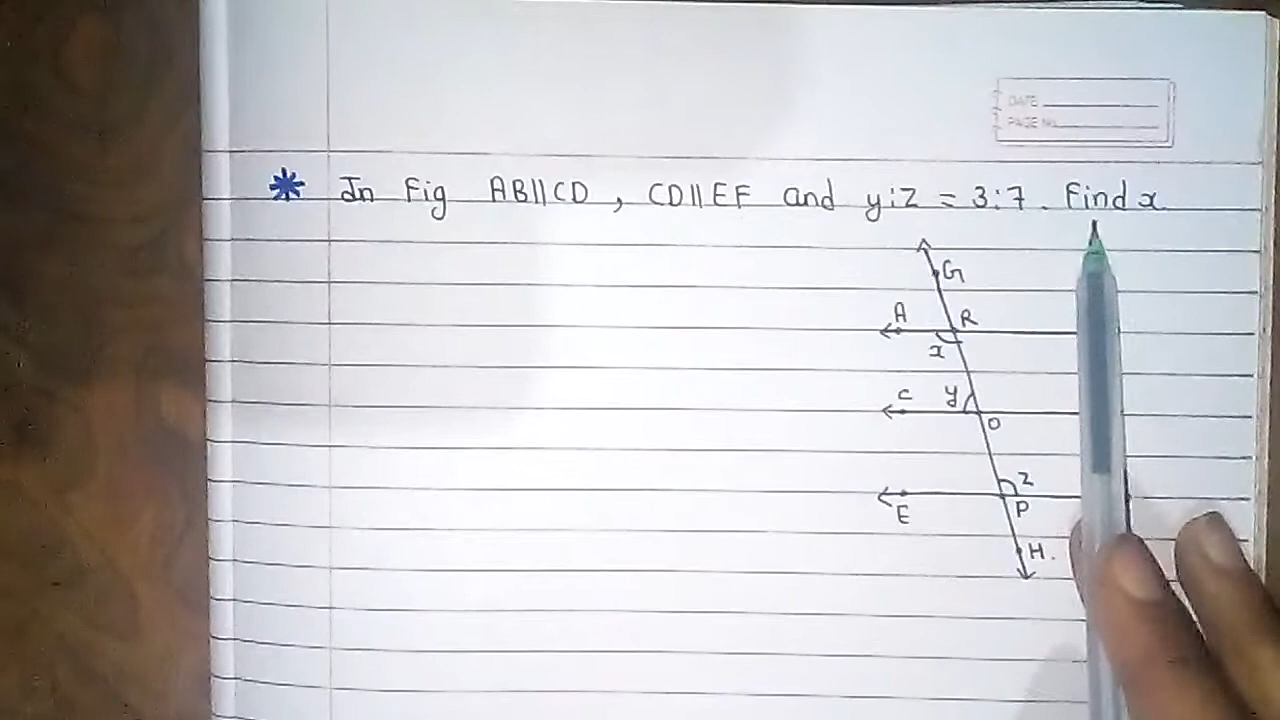 DATE
PAGE No.
In Fig AB||CD , CD||EF and y:z = 3:7 . Find x
G
A
R
x
C
y
O
z
E
P
H.